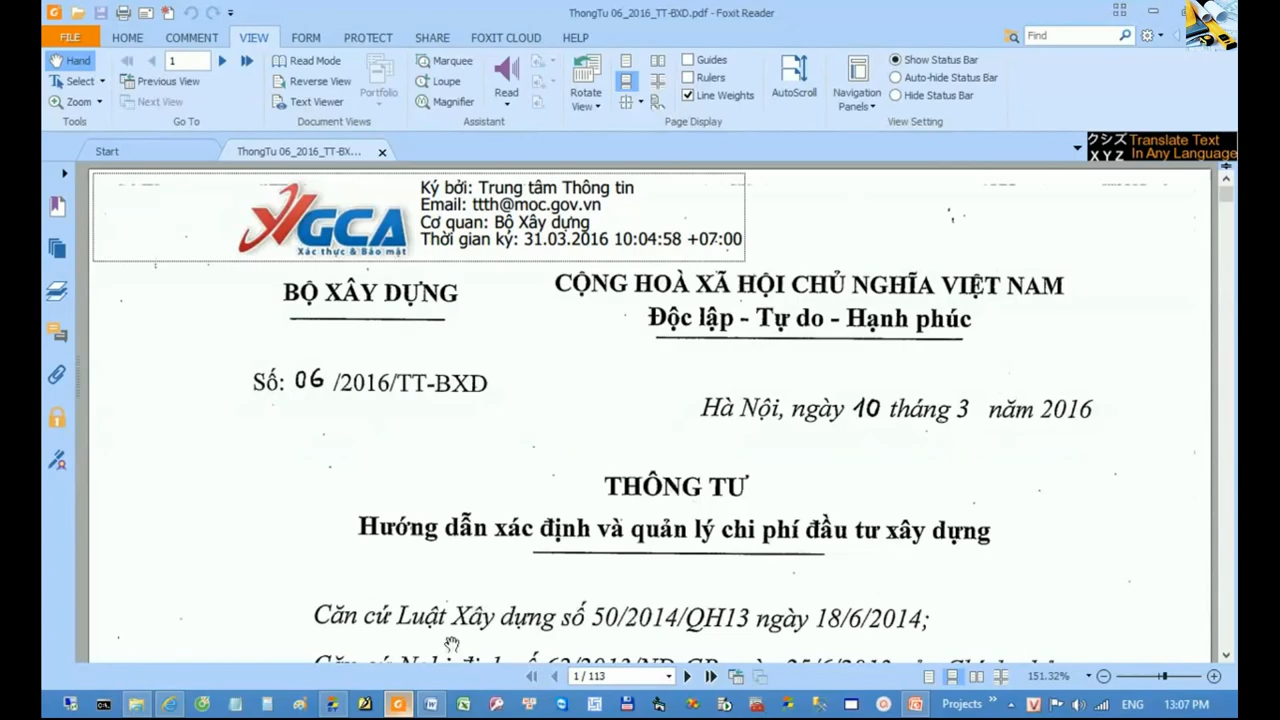 ThongTu 06_2016_TT-BXD.pdf - Foxit Reader
FILE HOME COMMENT VIEW FORM PROTECT SHARE FOXIT CLOUD HELP Find
Hand 1 Read Mode Marquee Guides Show Status Bar
Select Previous View Reverse View Loupe Rulers Auto-hide Status Bar
Zoom Next View Text Viewer Portfolio Magnifier Read Rotate View Line Weights AutoScroll Navigation Panels Hide Status Bar
Tools Go To Document Views Assistant Page Display View Setting
Start ThongTu 06_2016_TT-BX...
クシズ Translate Text
XYZ In Any Language
Ký bởi: Trung tâm Thông tin
Email: ttth@moc.gov.vn
Cơ quan: Bộ Xây dựng
Thời gian ký: 31.03.2016 10:04:58 +07:00
VGCA
Xác thực & Bảo mật
BỘ XÂY DỰNG
CỘNG HOÀ XÃ HỘI CHỦ NGHĨA VIỆT NAM
Độc lập - Tự do - Hạnh phúc
Số: 06 /2016/TT-BXD
Hà Nội, ngày 10 tháng 3 năm 2016
THÔNG TƯ
Hướng dẫn xác định và quản lý chi phí đầu tư xây dựng
Căn cứ Luật Xây dựng số 50/2014/QH13 ngày 18/6/2014;
1 / 113 151.32%
Projects ENG 13:07 PM